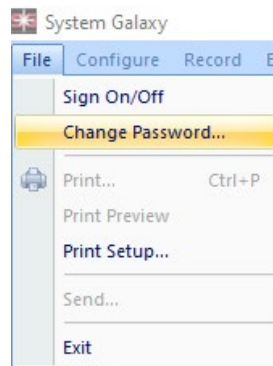 System Galaxy
File Configure Record
Sign On/Off
Change Password...
Print... Ctrl+P
Print Preview
Print Setup...
Send...
Exit